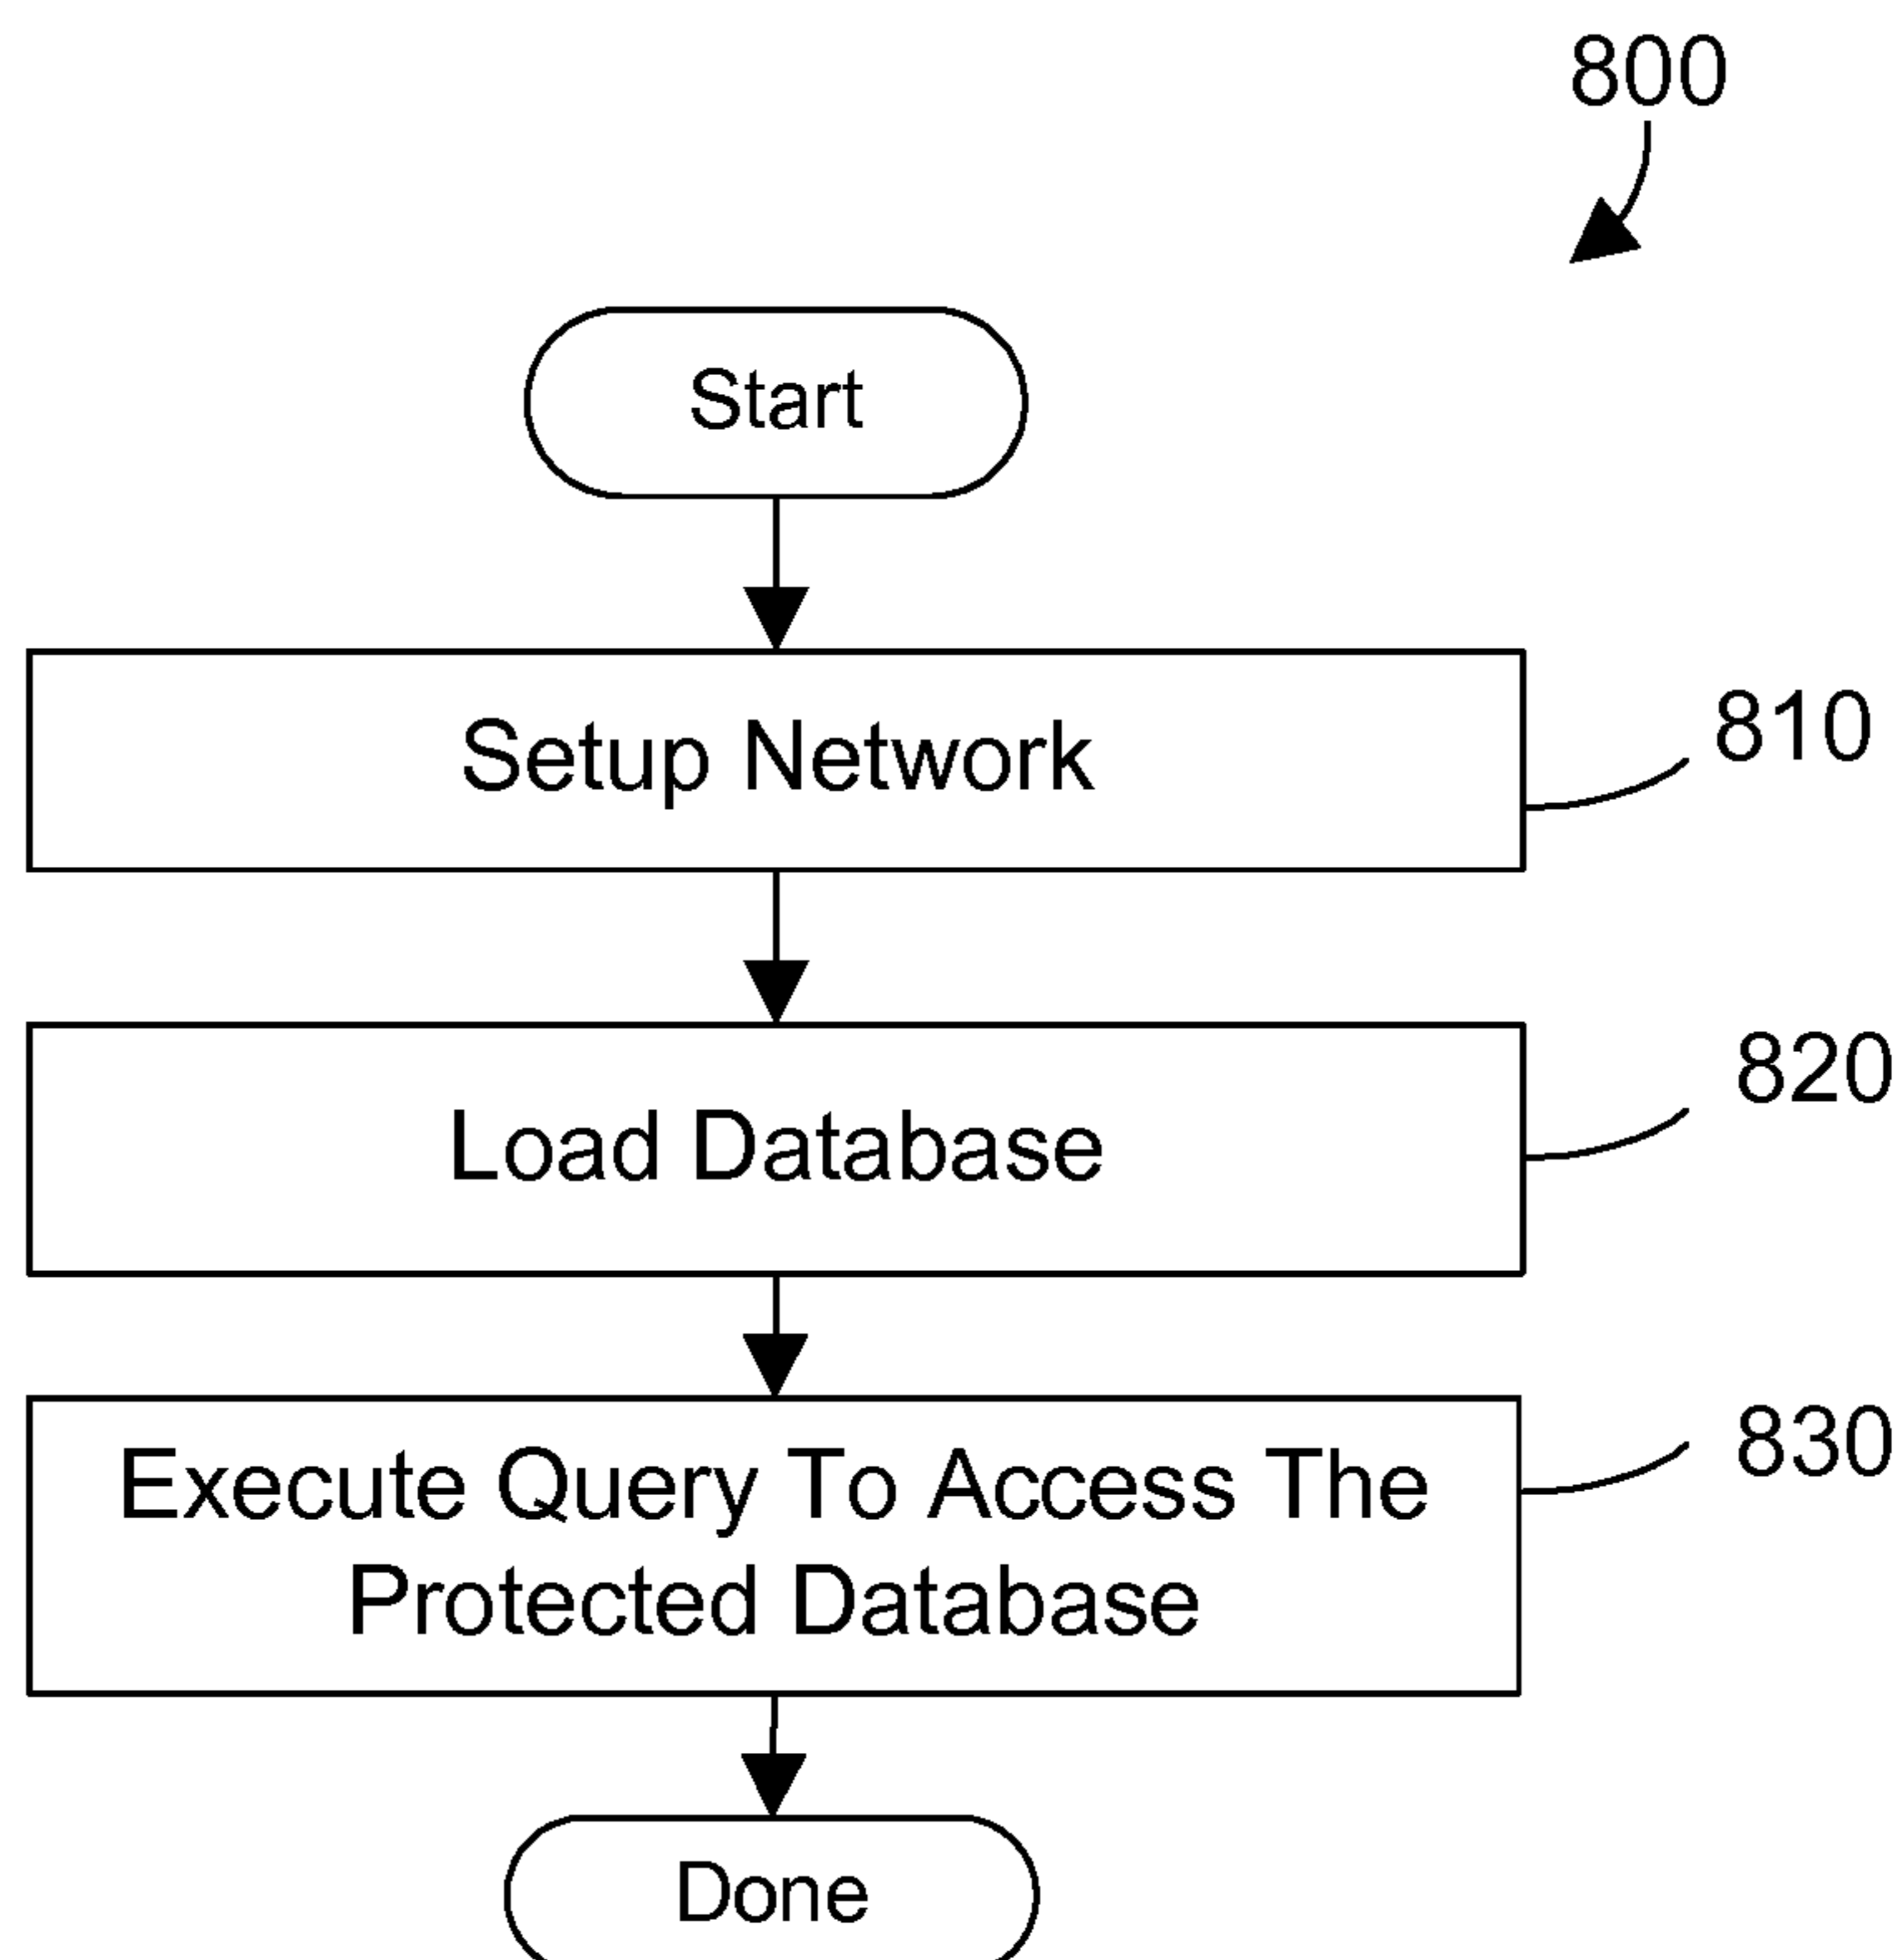 800
Start
Setup Network
810
Load Database
820
Execute Query To Access The
Protected Database
830
Done